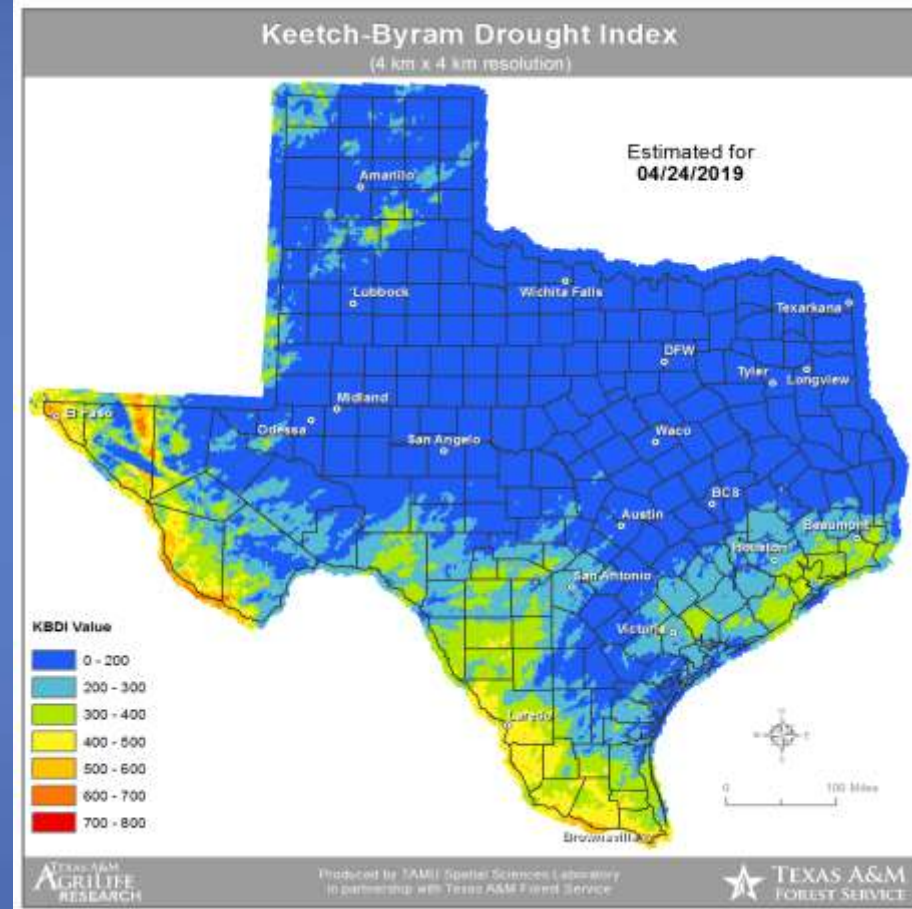 Keetch-Byram Drought Index
(4 km x 4 km resolution)
Estimated for
04/24/2019
Amarillo
Lubbock
Wichita Falls
Texarkana
DFW
Tyler
Longview
El Paso
Midland
Odessa
San Angelo
Waco
BCS
Austin
Beaumont
Houston
San Antonio
Victoria
Laredo
Brownsville
KBDI Value
0 - 200
200 - 300
300 - 400
400 - 500
500 - 600
600 - 700
700 - 800
0
100 Miles
TEXAS A&M
AGRILIFE
RESEARCH
Produced by TAMU Spatial Sciences Laboratory
in partnership with Texas A&M Forest Service
TEXAS A&M
FOREST SERVICE